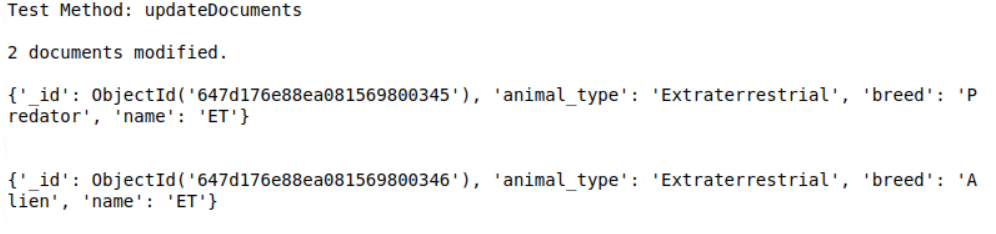 Test Method: updateDocuments
2 documents modified.
{'_id': ObjectId('647d176e88ea081569800345'), 'animal_type': 'Extraterrestrial', 'breed': 'P
redator', 'name': 'ET'}
{'_id': ObjectId('647d176e88ea081569800346'), 'animal_type': 'Extraterrestrial', 'breed': 'A
lien', 'name': 'ET'}